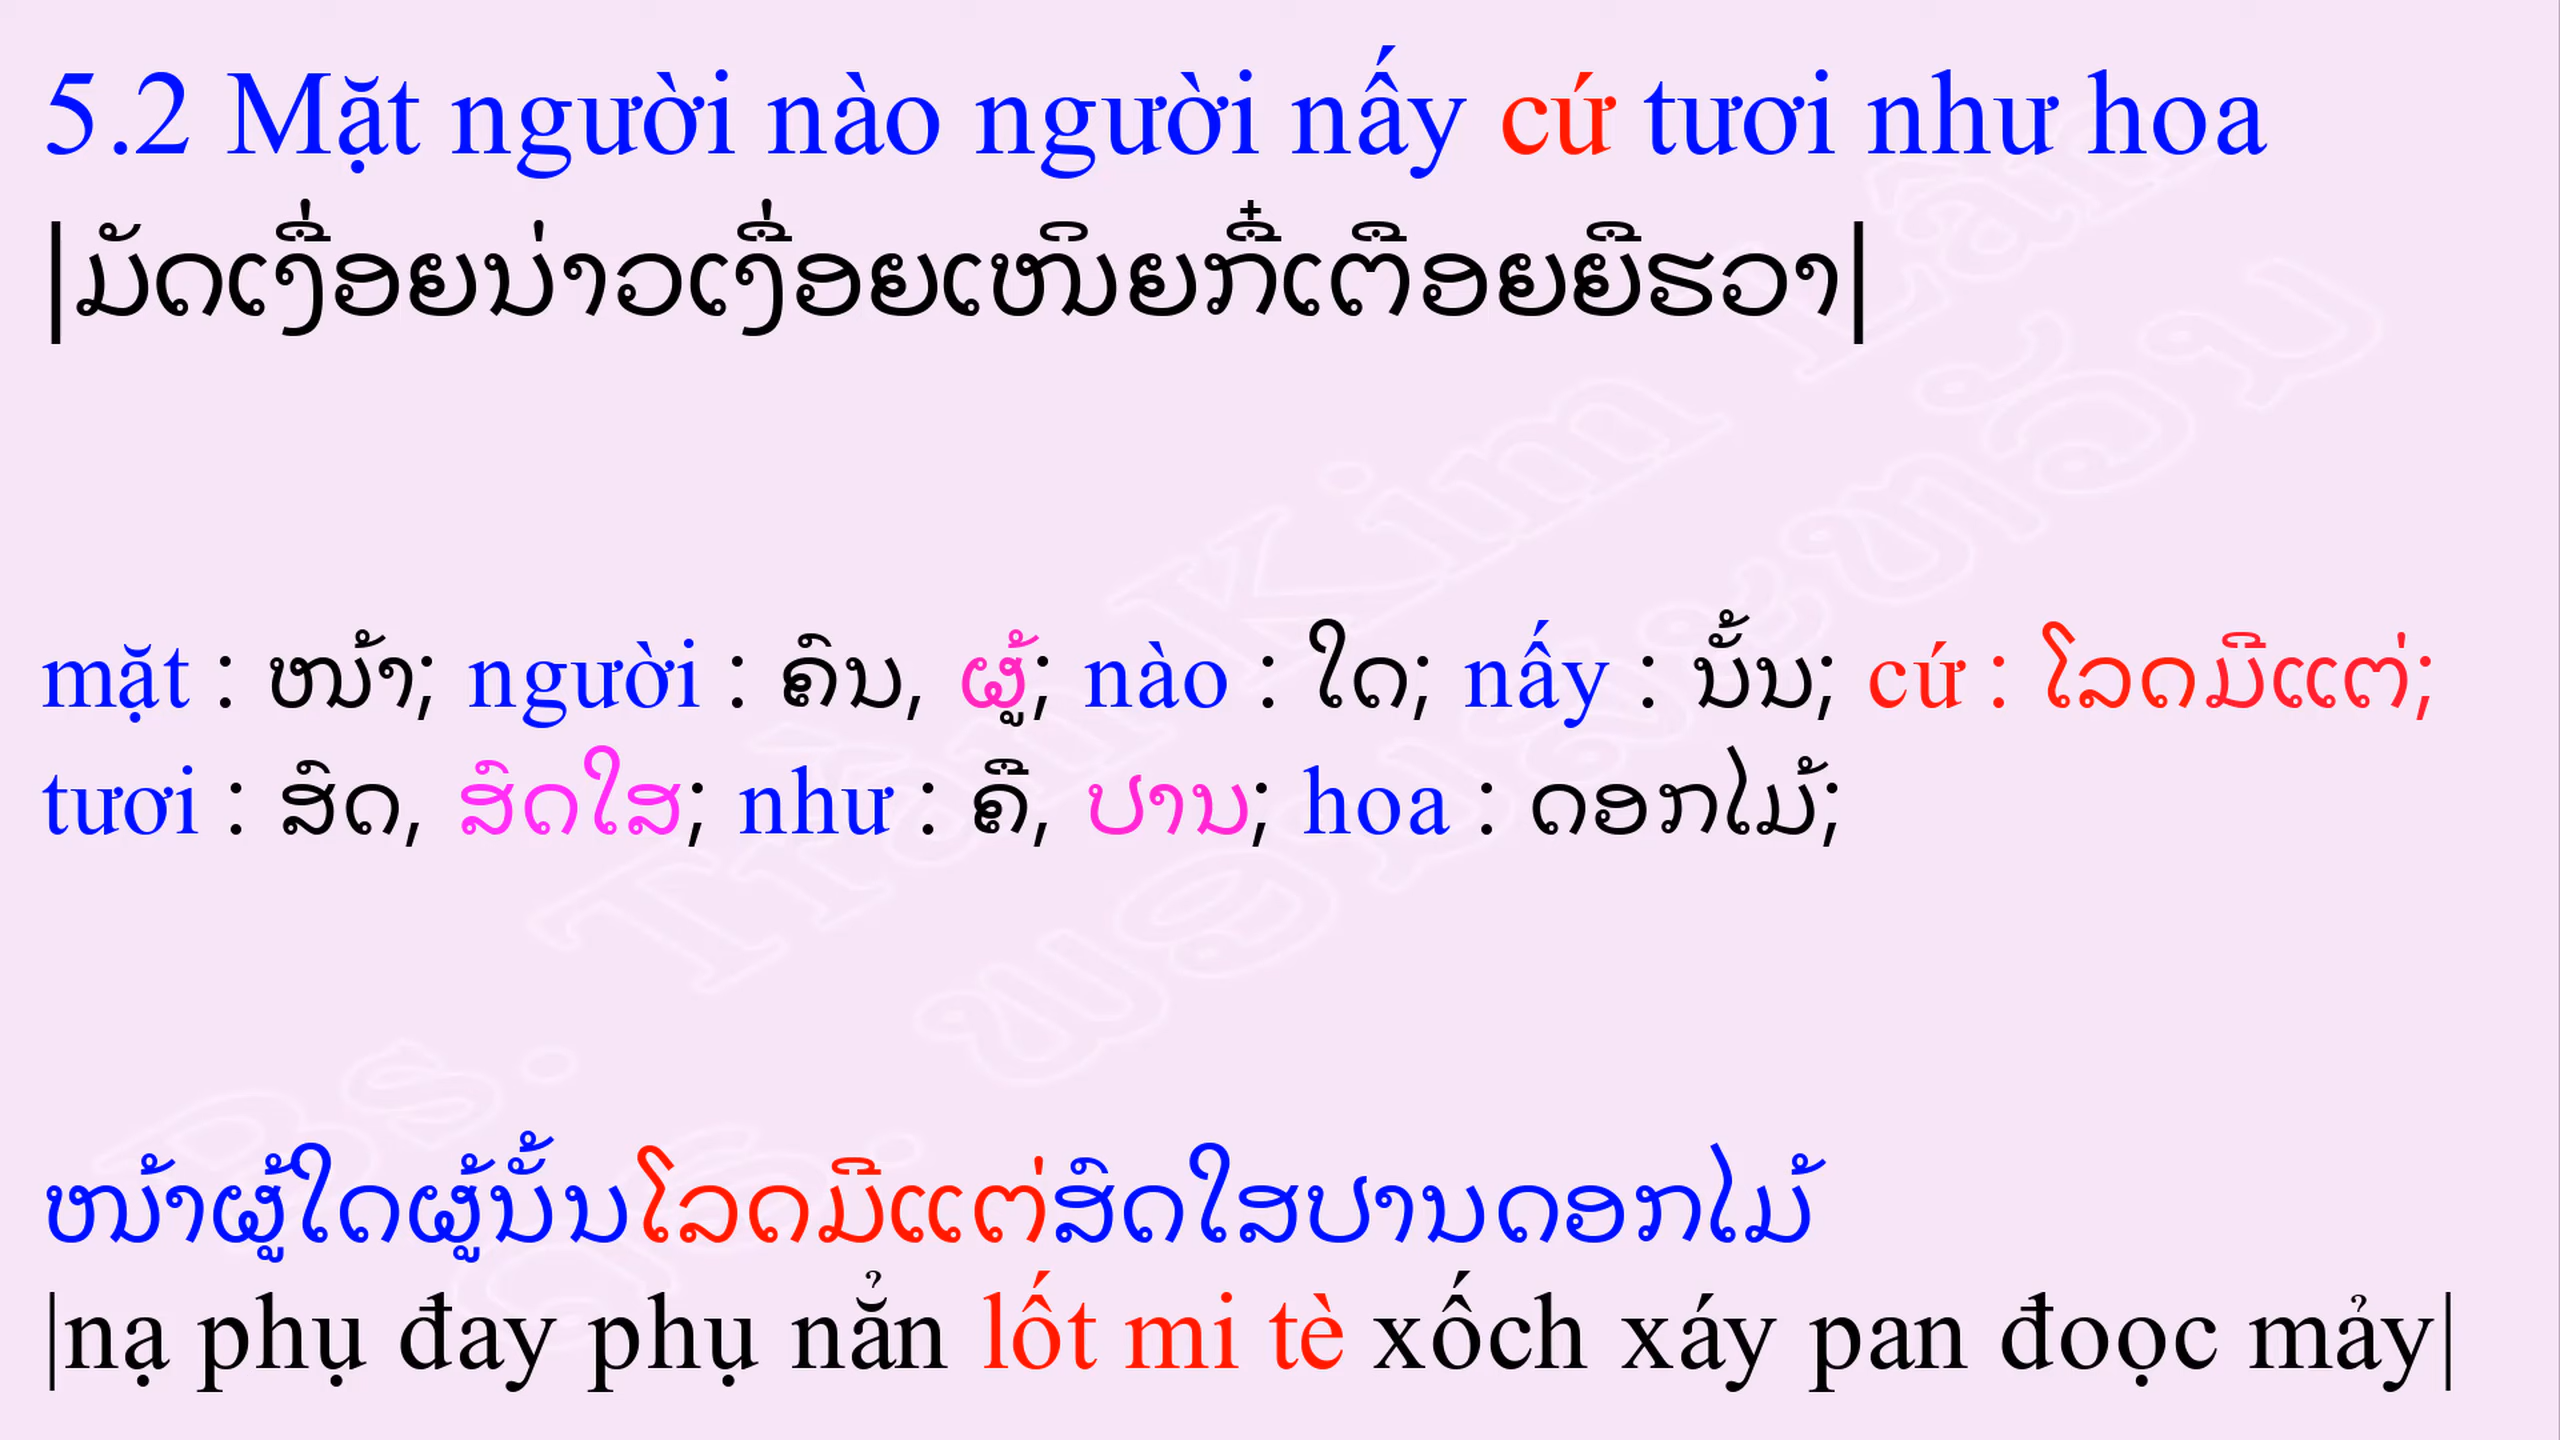 5.2 Mặt người nào người nấy cứ tươi như hoa
|ມັດເງື່ອຍນ່າວເງື່ອຍເໜິຍກື໋ເຕືອຍຍືຮວາ|
mặt : ໜ້າ; người : ຄົນ, ຜູ້; nào : ໃດ; nấy : ນັ້ນ; cứ : ໂລດມີແຕ່;
tươi : ສົດ, ສົດໃສ; như : ຄື, ປານ; hoa : ດອກໄມ້;
ໜ້າຜູ້ໃດຜູ້ນັ້ນໂລດມີແຕ່ສົດໃສປານດອກໄມ້
|nạ phụ đay phụ nẳn lốt mi tè xốch xáy pan đoọc mảy|